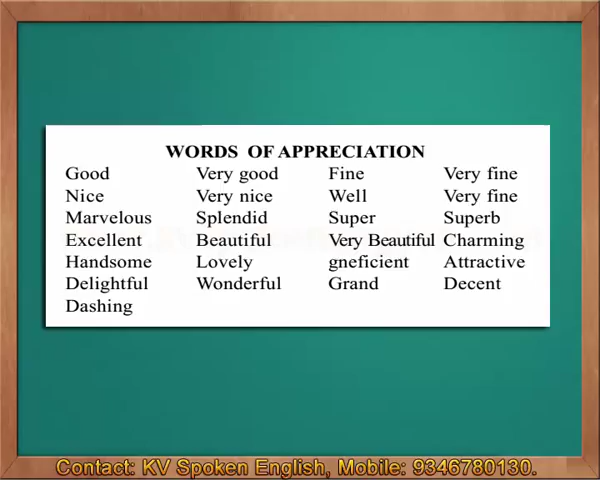 WORDS OF APPRECIATION
Good Very good Fine Very fine
Nice Very nice Well Very fine
Marvelous Splendid Super Superb
Excellent Beautiful Very Beautiful Charming
Handsome Lovely gneficient Attractive
Delightful Wonderful Grand Decent
Dashing
Contact: KV Spoken English, Mobile: 9346780130.